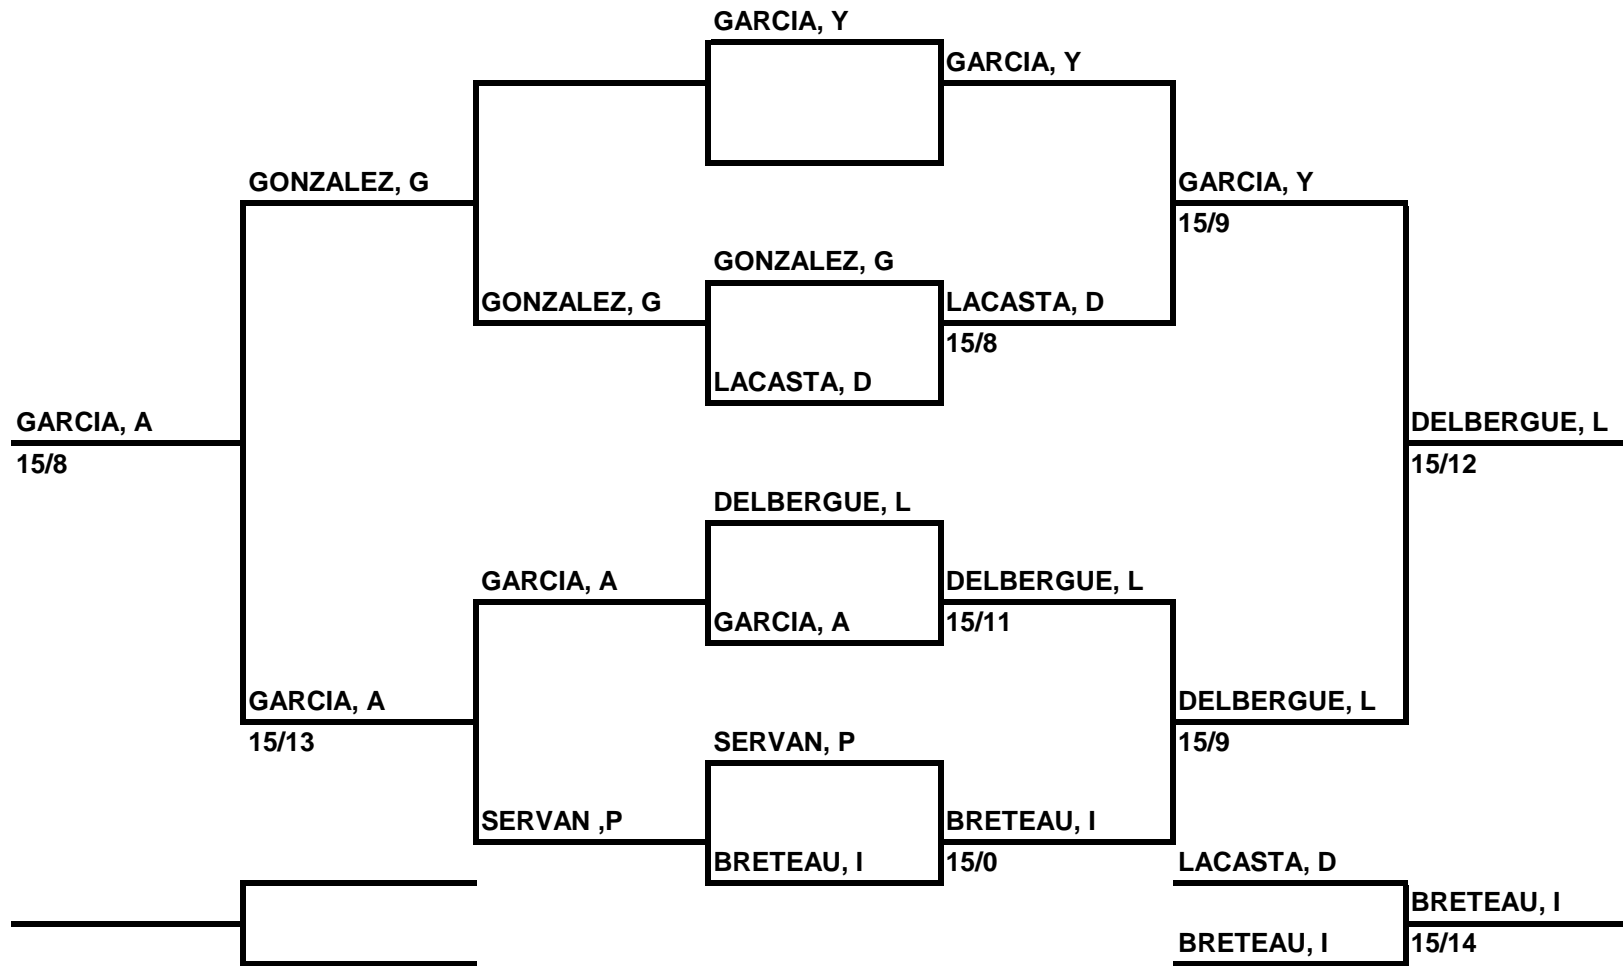 GARCIA, Y
GARCIA, Y
GONZALEZ, G
GARCIA, Y
15/9
GONZALEZ, G
GONZALEZ, G
LACASTA, D
15/8
LACASTA, D
GARCIA, A
15/8
DELBERGUE, L
15/12
DELBERGUE, L
GARCIA, A
DELBERGUE, L
GARCIA, A
15/11
GARCIA, A
15/13
DELBERGUE, L
15/9
SERVAN, P
SERVAN ,P
BRETEAU, I
BRETEAU, I
15/0
LACASTA, D
BRETEAU, I
BRETEAU, I
15/14